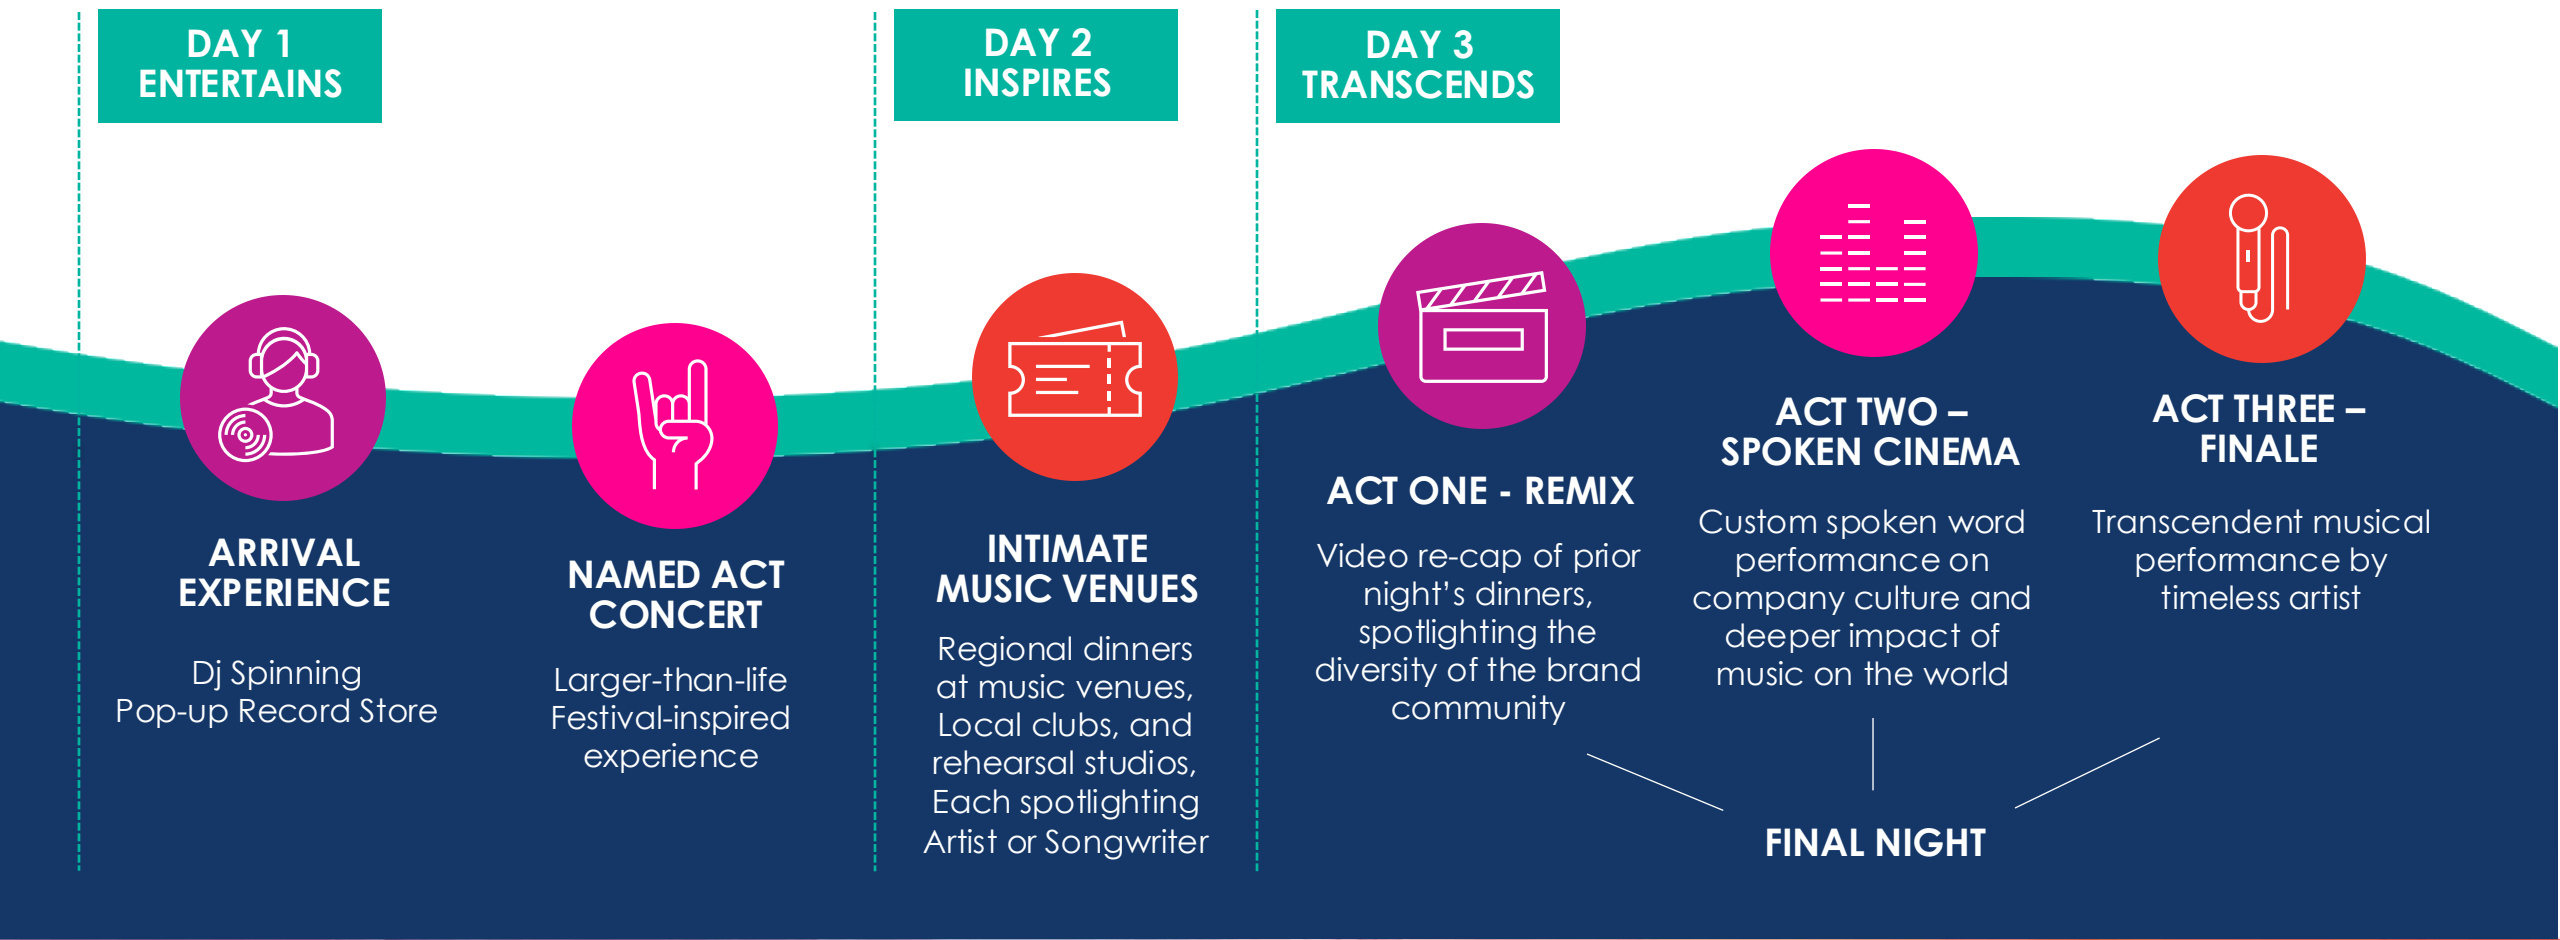 DAY 1
ENTERTAINS
DAY 2
INSPIRES
DAY 3
TRANSCENDS
ARRIVAL
EXPERIENCE
Dj Spinning
Pop-up Record Store
NAMED ACT
CONCERT
Larger-than-life
Festival-inspired
experience
INTIMATE
MUSIC VENUES
Regional dinners
at music venues,
Local clubs, and
rehearsal studios,
Each spotlighting
Artist or Songwriter
ACT ONE - REMIX
Video re-cap of prior
night’s dinners,
spotlighting the
diversity of the brand
community
ACT TWO –
SPOKEN CINEMA
Custom spoken word
performance on
company culture and
deeper impact of
music on the world
ACT THREE –
FINALE
Transcendent musical
performance by
timeless artist
FINAL NIGHT